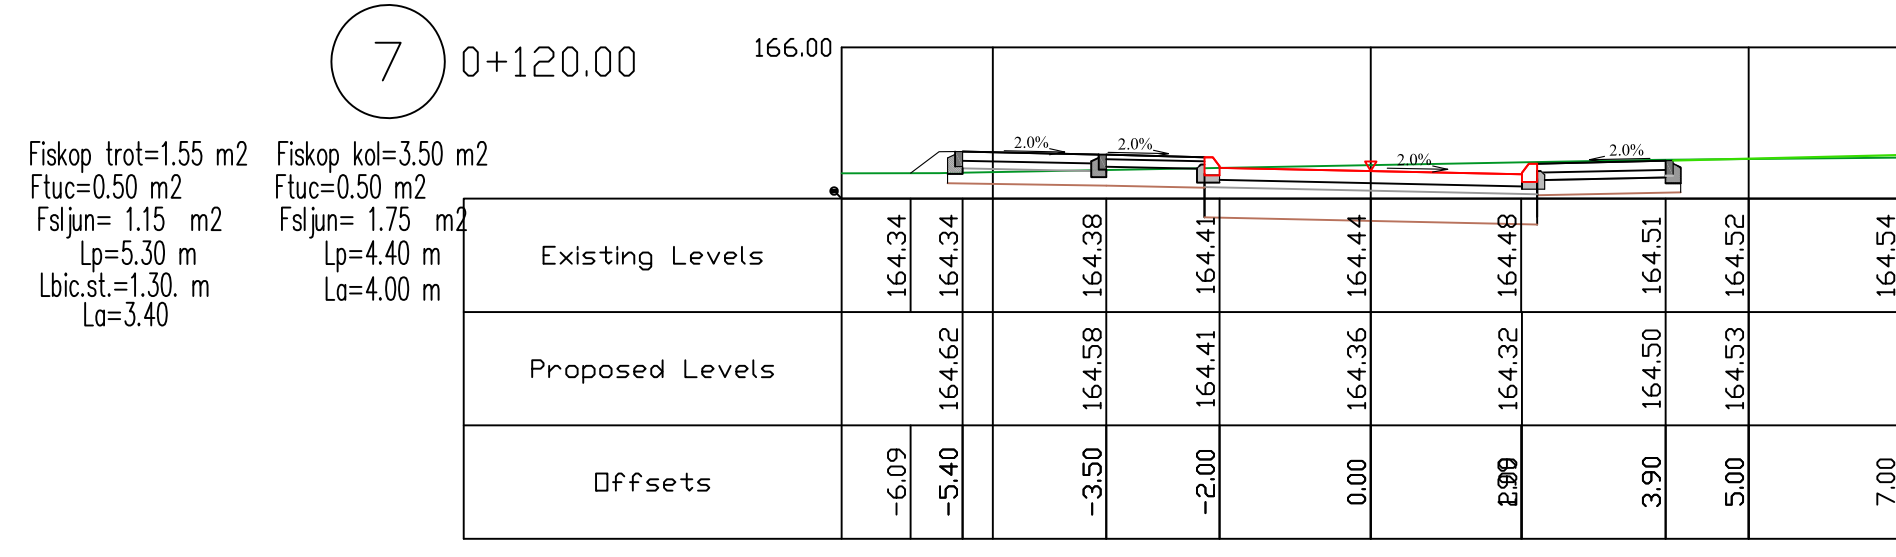 7 0+120.00
166.00
2.0% 2.0% 2.0% 2.0%
Fiskop trot=1.55 m2 Fiskop kol=3.50 m2
Ftuc=0.50 m2 Ftuc=0.50 m2
Fsljun= 1.15 m2 Fsljun= 1.75 m2
Lp=5.30 m Lp=4.40 m
Lbic.st.=1.30. m La=4.00 m
La=3.40
Existing Levels 164.34 164.34 164.38 164.41 164.44 164.48 164.51 164.52 164.54
Proposed Levels 164.62 164.58 164.41 164.36 164.32 164.50 164.53
Offsets -6.09 -5.40 -3.50 -2.00 0.00 3.90 5.00 7.00